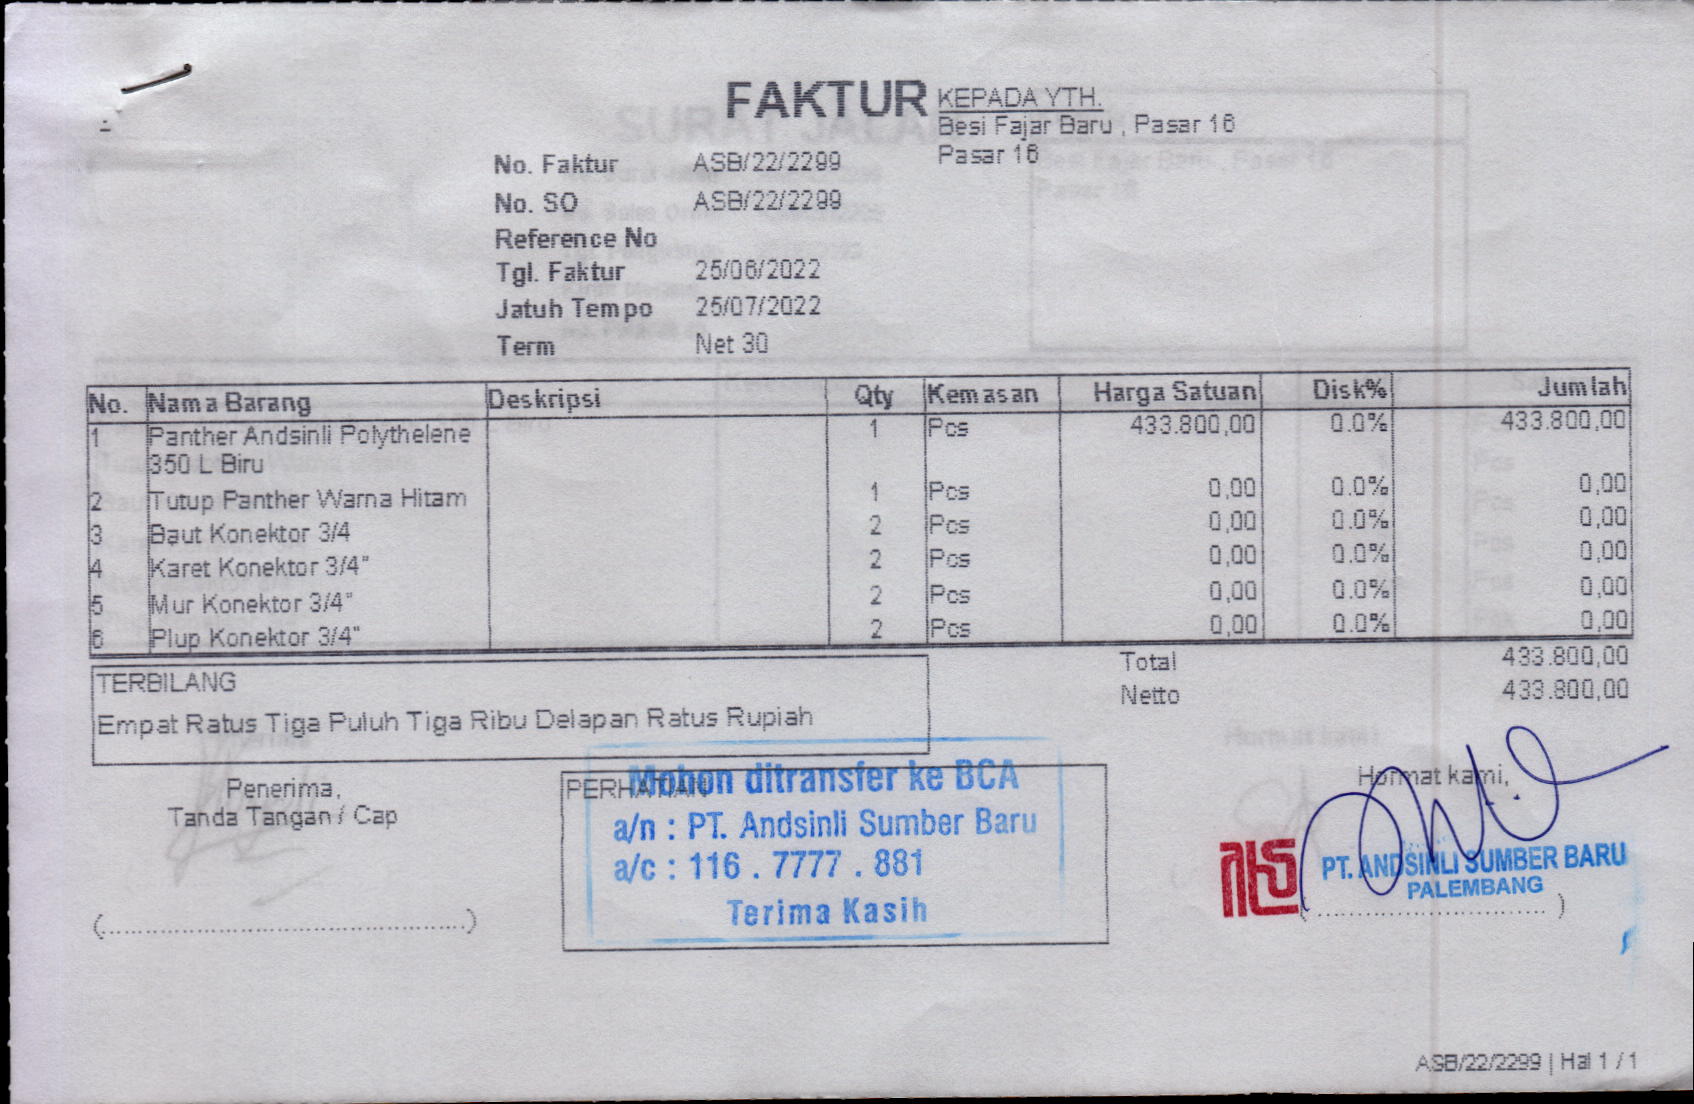 FAKTUR
KEPADA YTH.
Besi Fajar Baru , Pasar 16
Pasar 16
No. Faktur ASB/22/2299
No. SO ASB/22/2299
Reference No
Tgl. Faktur 25/06/2022
Jatuh Tempo 25/07/2022
Term Net 30
No. Nama Barang Deskripsi Qty Kemasan Harga Satuan Disk% Jumlah
1 Panther Andsinli Polythelene 1 Pcs 433.800,00 0.0% 433.800,00
350 L Biru
2 Tutup Panther Warna Hitam 1 Pcs 0,00 0.0% 0,00
3 Baut Konektor 3/4 2 Pcs 0,00 0.0% 0,00
4 Karet Konektor 3/4" 2 Pcs 0,00 0.0% 0,00
5 Mur Konektor 3/4" 2 Pcs 0,00 0.0% 0,00
6 Plup Konektor 3/4" 2 Pcs 0,00 0.0% 0,00
Total 433.800,00
Netto 433.800,00
TERBILANG
Empat Ratus Tiga Puluh Tiga Ribu Delapan Ratus Rupiah
Penerima,
Tanda Tangan / Cap
PERHATIAN
Mohon ditransfer ke BCA
a/n : PT. Andsinli Sumber Baru
a/c : 116 . 7777 . 881
Terima Kasih
Hormat kami,
PT. ANDSINLI SUMBER BARU
PALEMBANG
ASB/22/2299 | Hal 1 / 1